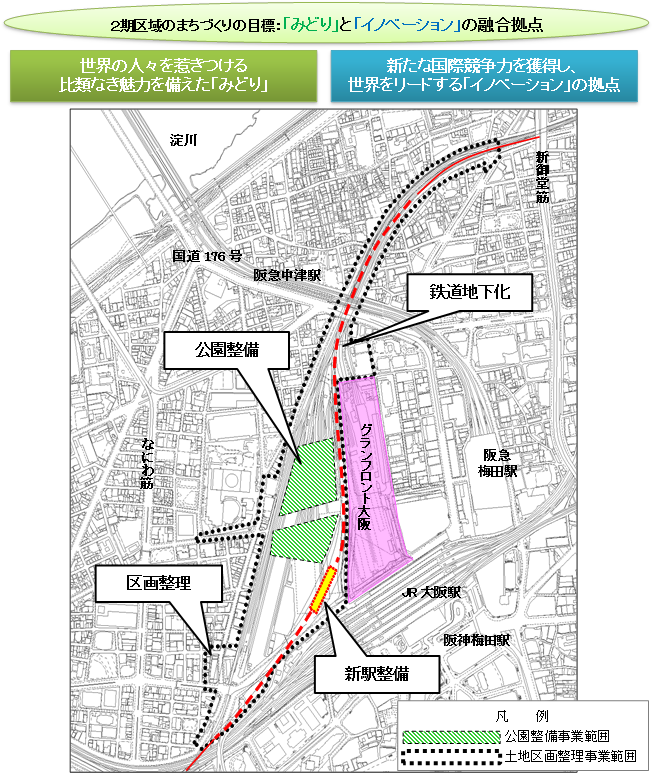 2期区域のまちづくりの目標:「みどり」と「イノベーション」の融合拠点
世界の人々を惹きつける
比類なき魅力を備えた「みどり」
新たな国際競争力を獲得し、
世界をリードする「イノベーション」の拠点
淀川
新御堂筋
国道176号
阪急中津駅
鉄道地下化
公園整備
なにわ筋
グランフロント大阪
阪急
梅田駅
区画整理
JR大阪駅
阪神梅田駅
新駅整備
凡 例
公園整備事業範囲
土地区画整理事業範囲